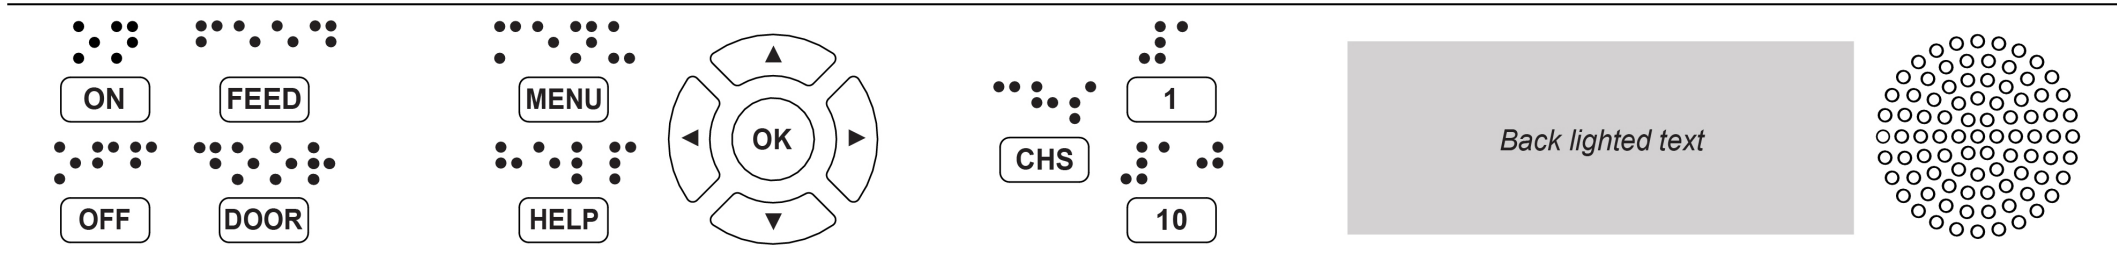 ⠕⠝ ⠋⠑⠑⠙ ⠍⠑⠝⠥ ⠼⠁
ON FEED MENU ▲ 1
⠉⠓⠎
⠕⠋⠋ ⠙⠕⠕⠗ ⠓⠑⠇⠏ ◀ OK ▶ CHS ⠼⠁⠚ Back lighted text
OFF DOOR HELP ▼ 10